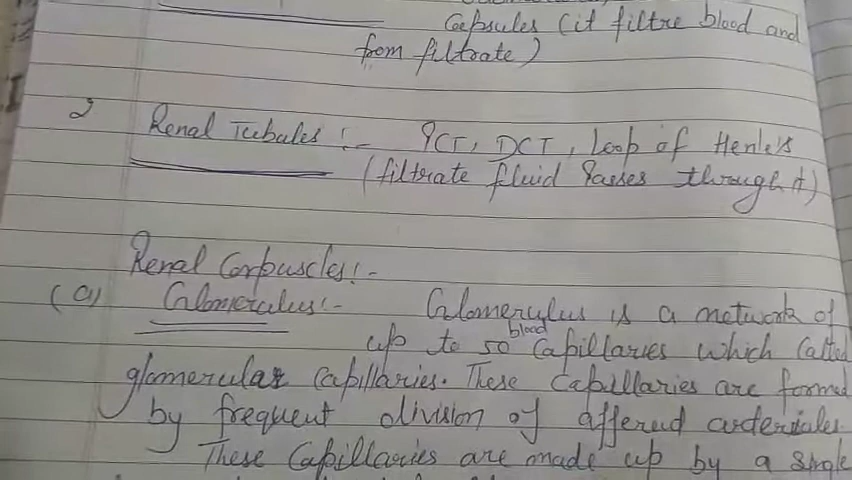 Capsules (it filtre blood and
from filtrate)
2 Renal Tubules :- PCT, DCT, Loop of Henle's
(filtrate fluid Passes through it)
Renal Corpuscles :-
(a) Glomerulus :- Glomerulus is a network of
up to 50 blood Capillaries which Called
glomerular Capillaries. These Capillaries are formed
by frequent division of afferud arterioles
These Capillaries are made up by a single